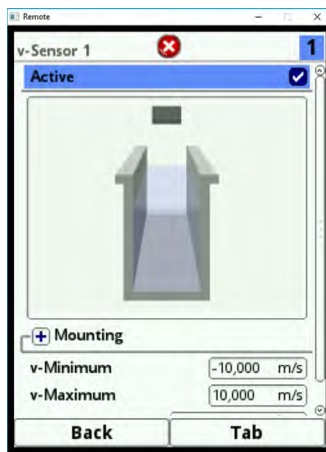 Remote
v-Sensor 1
1
Active
Mounting
v-Minimum -10,000 m/s
v-Maximum 10,000 m/s
Back Tab